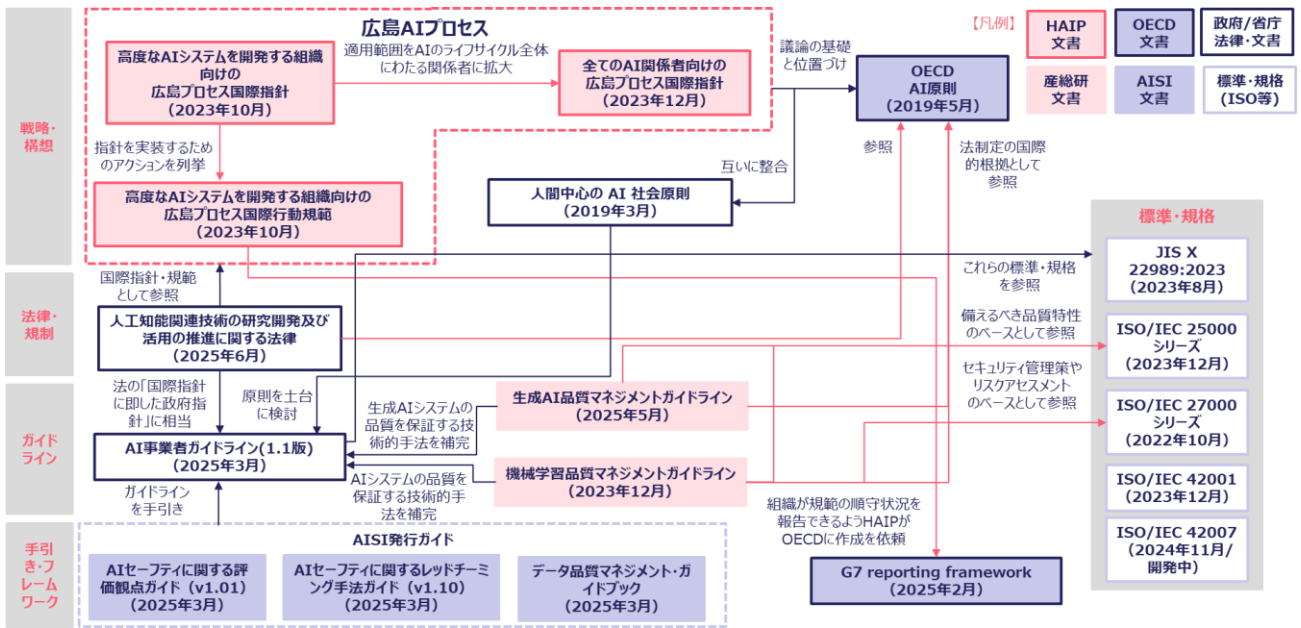 広島AIプロセス
【凡例】
HAIP
文書
OECD
文書
政府/省庁
法律・文書
産総研
文書
AISI
文書
標準・規格
(ISO等)
戦略・
構想
高度なAIシステムを開発する組織
向けの
広島プロセス国際指針
(2023年10月)
適用範囲をAIのライフサイクル全体
にわたる関係者に拡大
全てのAI関係者向けの
広島プロセス国際指針
(2023年12月)
議論の基礎
と位置づけ
OECD
AI原則
(2019年5月)
指針を実装するため
のアクションを列挙
高度なAIシステムを開発する組織向けの
広島プロセス国際行動規範
(2023年10月)
互いに整合
参照
法制定の国際
的根拠として
参照
人間中心の AI 社会原則
(2019年3月)
標準・規格
JIS X
22989:2023
(2023年8月)
ISO/IEC 25000
シリーズ
(2023年12月)
ISO/IEC 27000
シリーズ
(2022年10月)
ISO/IEC 42001
(2023年12月)
ISO/IEC 42007
(2024年11月/
開発中)
これらの標準・規格
を参照
備えるべき品質特性
のベースとして参照
セキュリティ管理策や
リスクアセスメント
のベースとして参照
法律・
規制
国際指針・規範
として参照
人工知能関連技術の研究開発及び
活用の推進に関する法律
(2025年6月)
法の「国際指針
に即した政府指
針」に相当
原則を土台
に検討
ガイド
ライン
生成AIシステムの
品質を保証する技
術的手法を補完
生成AI品質マネジメントガイドライン
(2025年5月)
AI事業者ガイドライン(1.1版)
(2025年3月)
AIシステムの品質を
保証する技術的手
法を補完
機械学習品質マネジメントガイドライン
(2023年12月)
ガイドライン
を手引き
組織が規範の順守状況を
報告できるようHAIPが
OECDに作成を依頼
手引
き・フ
レーム
ワーク
AISI発行ガイド
AIセーフティに関する評
価観点ガイド(v1.01)
(2025年3月)
AIセーフティに関するレッドチーミ
ング手法ガイド(v1.10)
(2025年3月)
データ品質マネジメント・ガ
イドブック
(2025年3月)
G7 reporting framework
(2025年2月)